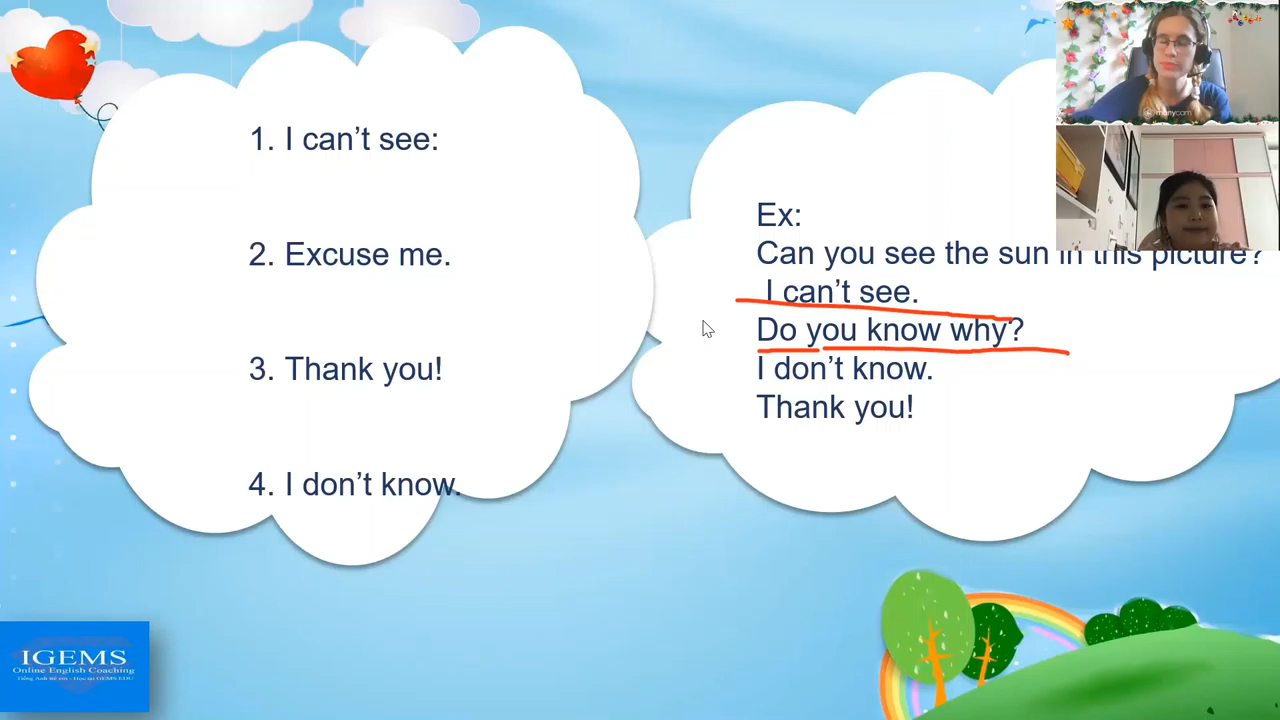 1. I can't see:
2. Excuse me.
3. Thank you!
4. I don't know.
Ex:
Can you see the sun in this picture?
I can't see.
Do you know why?
I don't know.
Thank you!
manycam
IGEMS
Online English Coaching